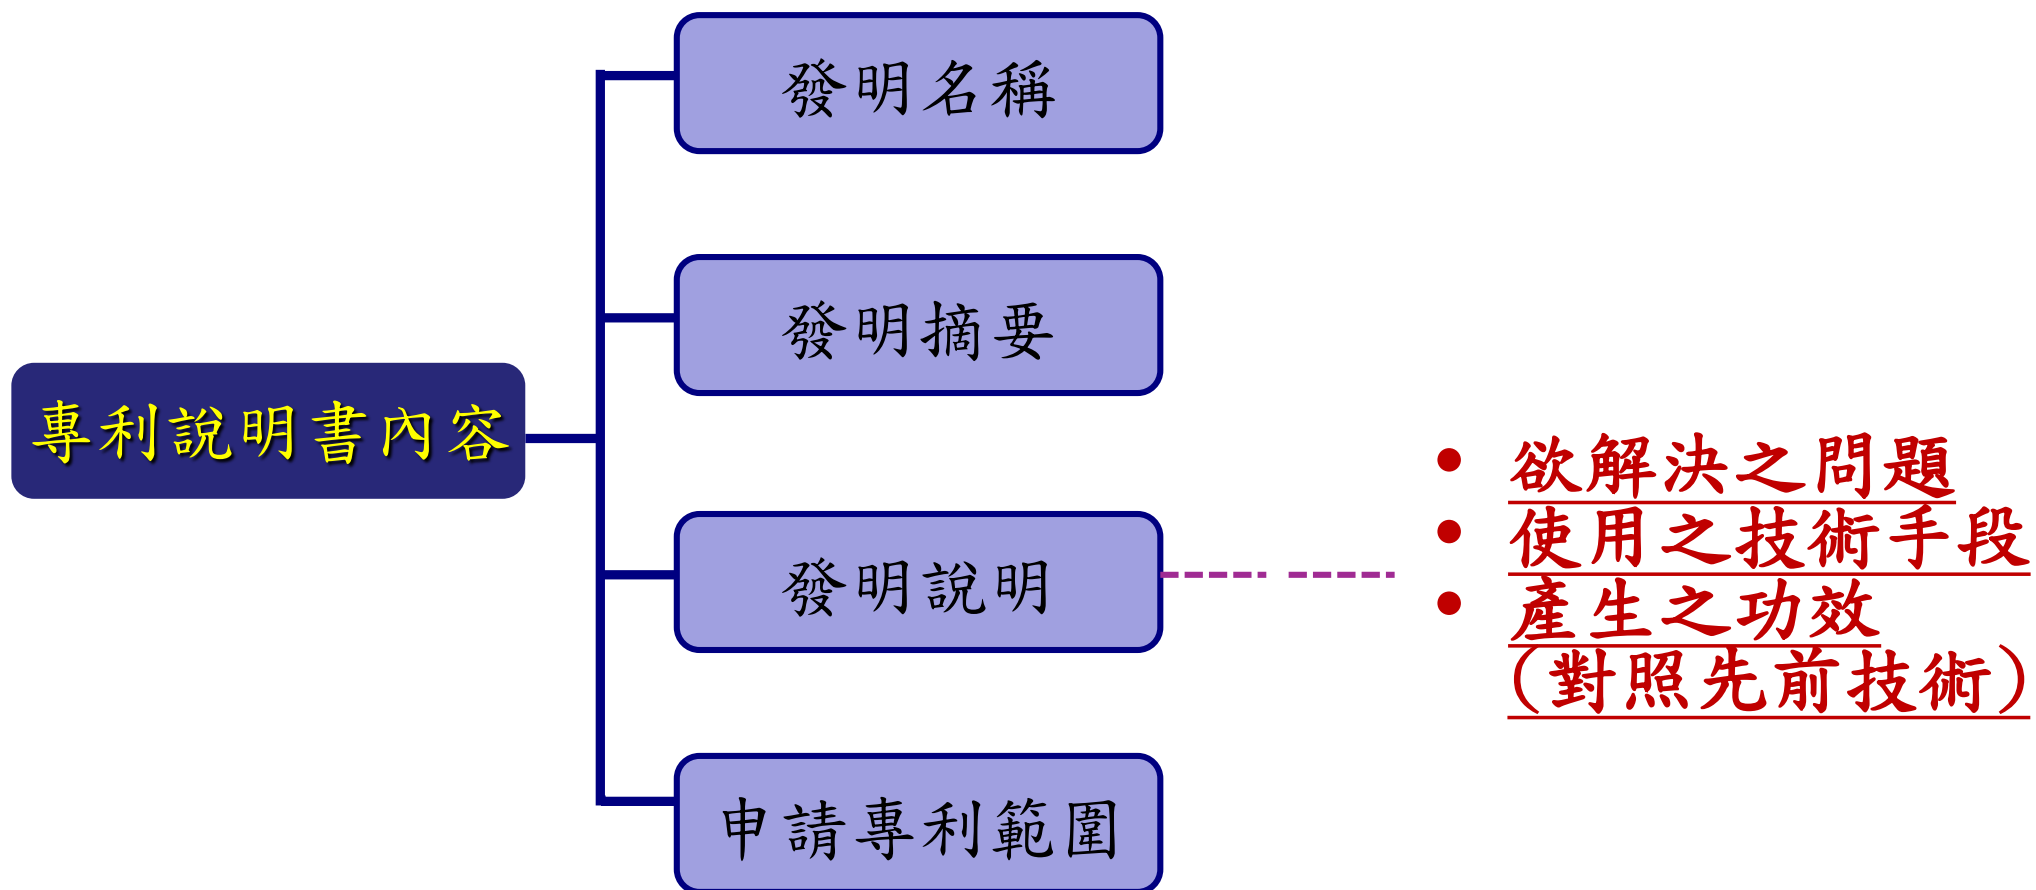 專利說明書內容
發明名稱
發明摘要
發明說明
申請專利範圍
• 欲解決之問題
• 使用之技術手段
• 產生之功效
(對照先前技術)